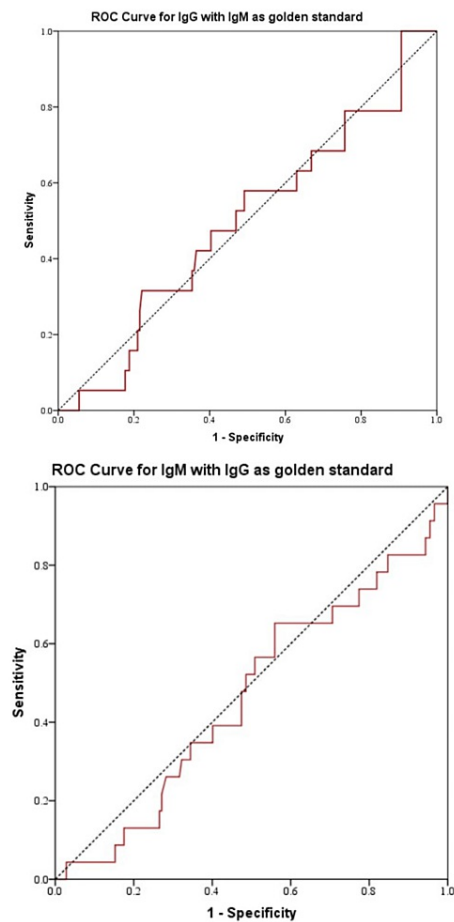 ROC Curve for IgG with IgM as golden standard
1.0
0.8
0.6
0.4
0.2
0.0
Sensitivity
0.0 0.2 0.4 0.6 0.8 1.0
1 - Specificity
ROC Curve for IgM with IgG as golden standard
1.0
0.8
0.6
0.4
0.2
0.0
Sensitivity
0.0 0.2 0.4 0.6 0.8 1.0
1 - Specificity